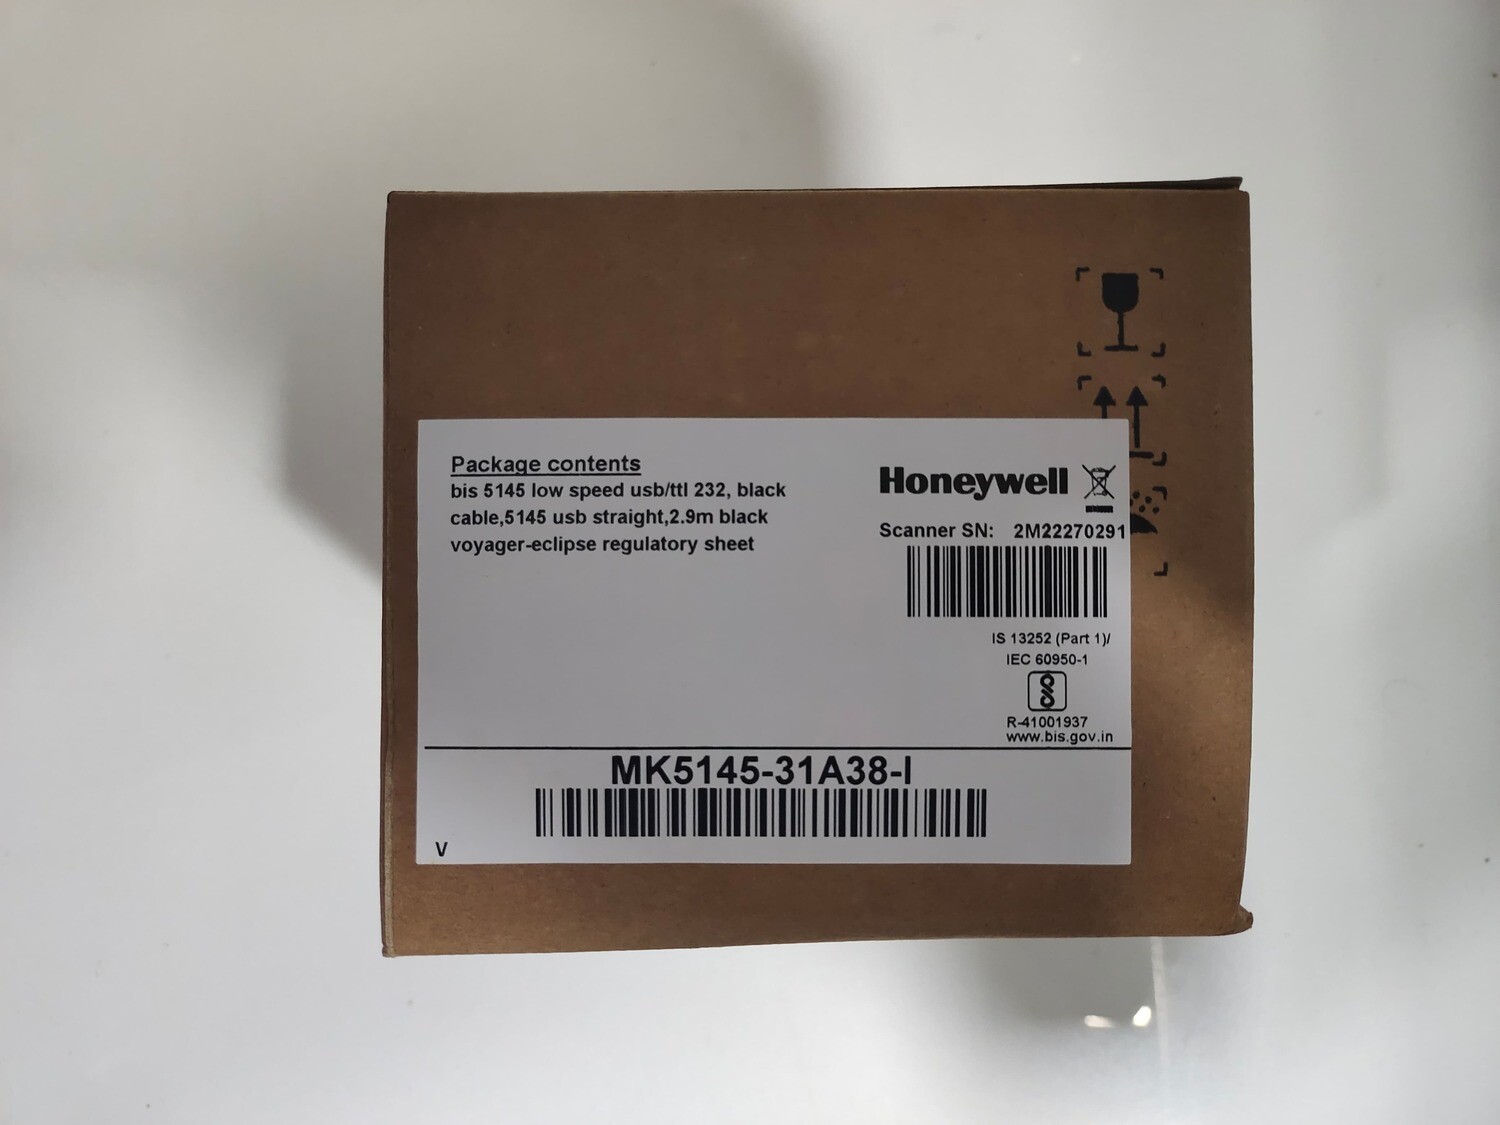 Package contents
bis 5145 low speed usb/ttl 232, black
cable,5145 usb straight,2.9m black
voyager-eclipse regulatory sheet
Honeywell
Scanner SN: 2M22270291
IS 13252 (Part 1)/
IEC 60950-1
R-41001937
www.bis.gov.in
MK5145-31A38-I
V